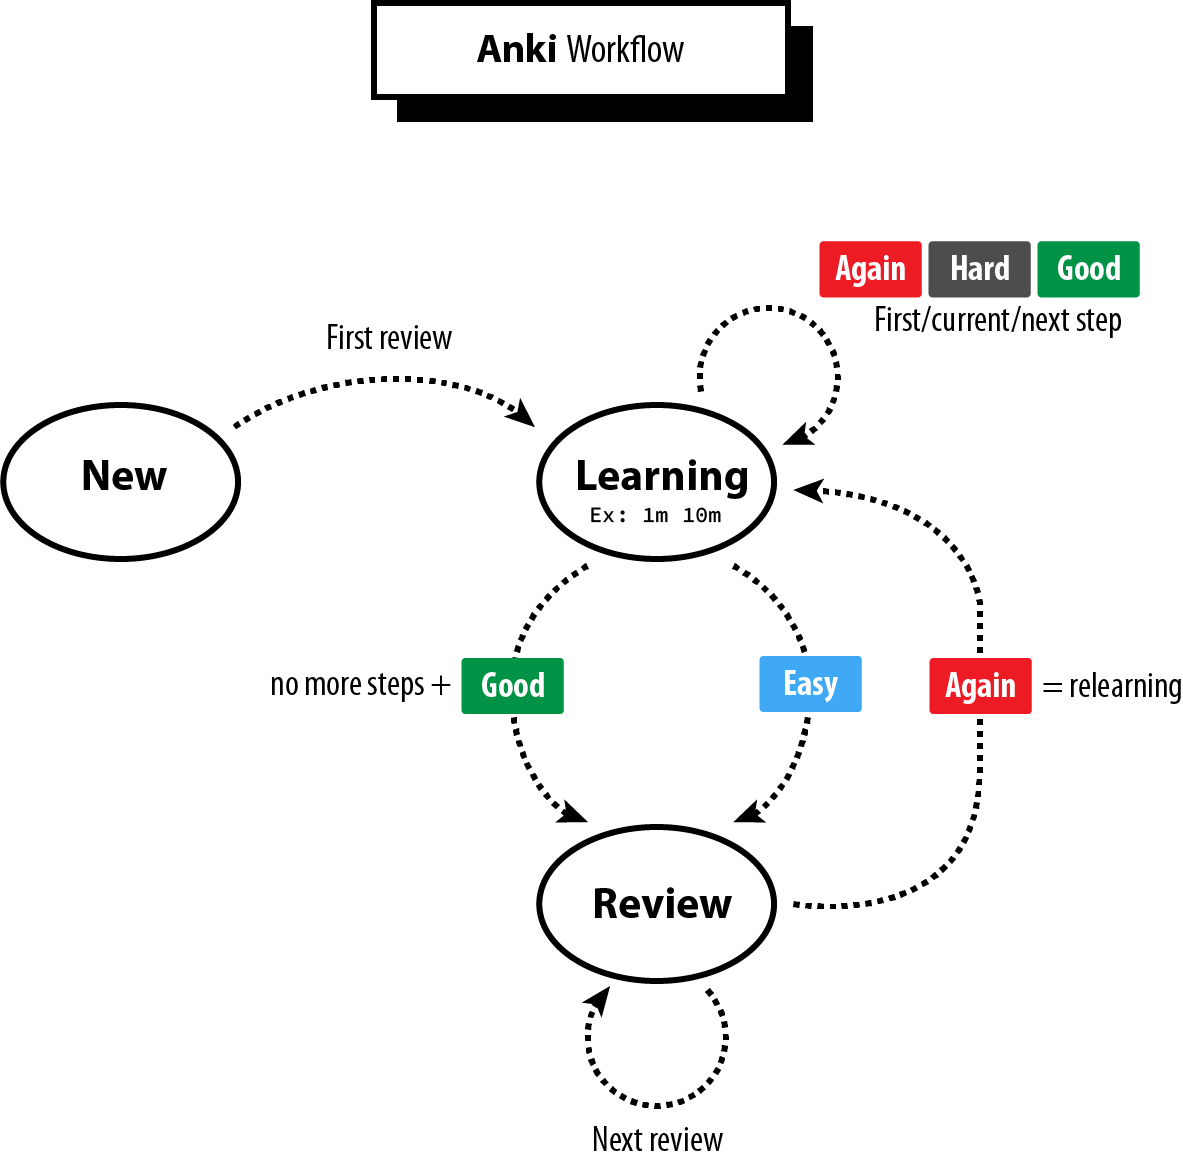 Anki Workflow
Again Hard Good
First/current/next step
First review
New
Learning
Ex: 1m 10m
no more steps + Good
Easy
Again = relearning
Review
Next review